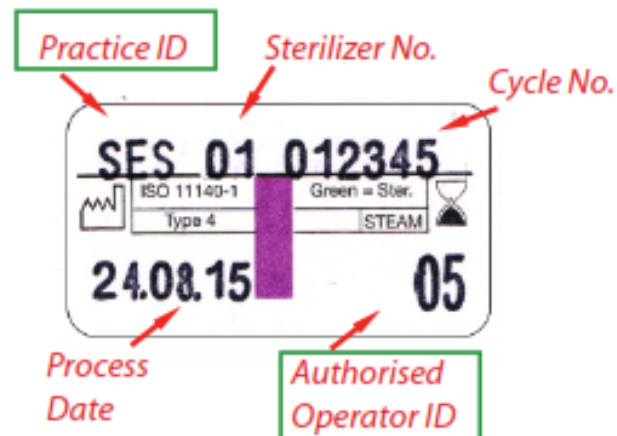 Practice ID
Sterilizer No.
Cycle No.
SES 01 012345
ISO 11140-1 Green = Ster.
Type 4 STEAM
24.08.15 05
Process
Date
Authorised
Operator ID